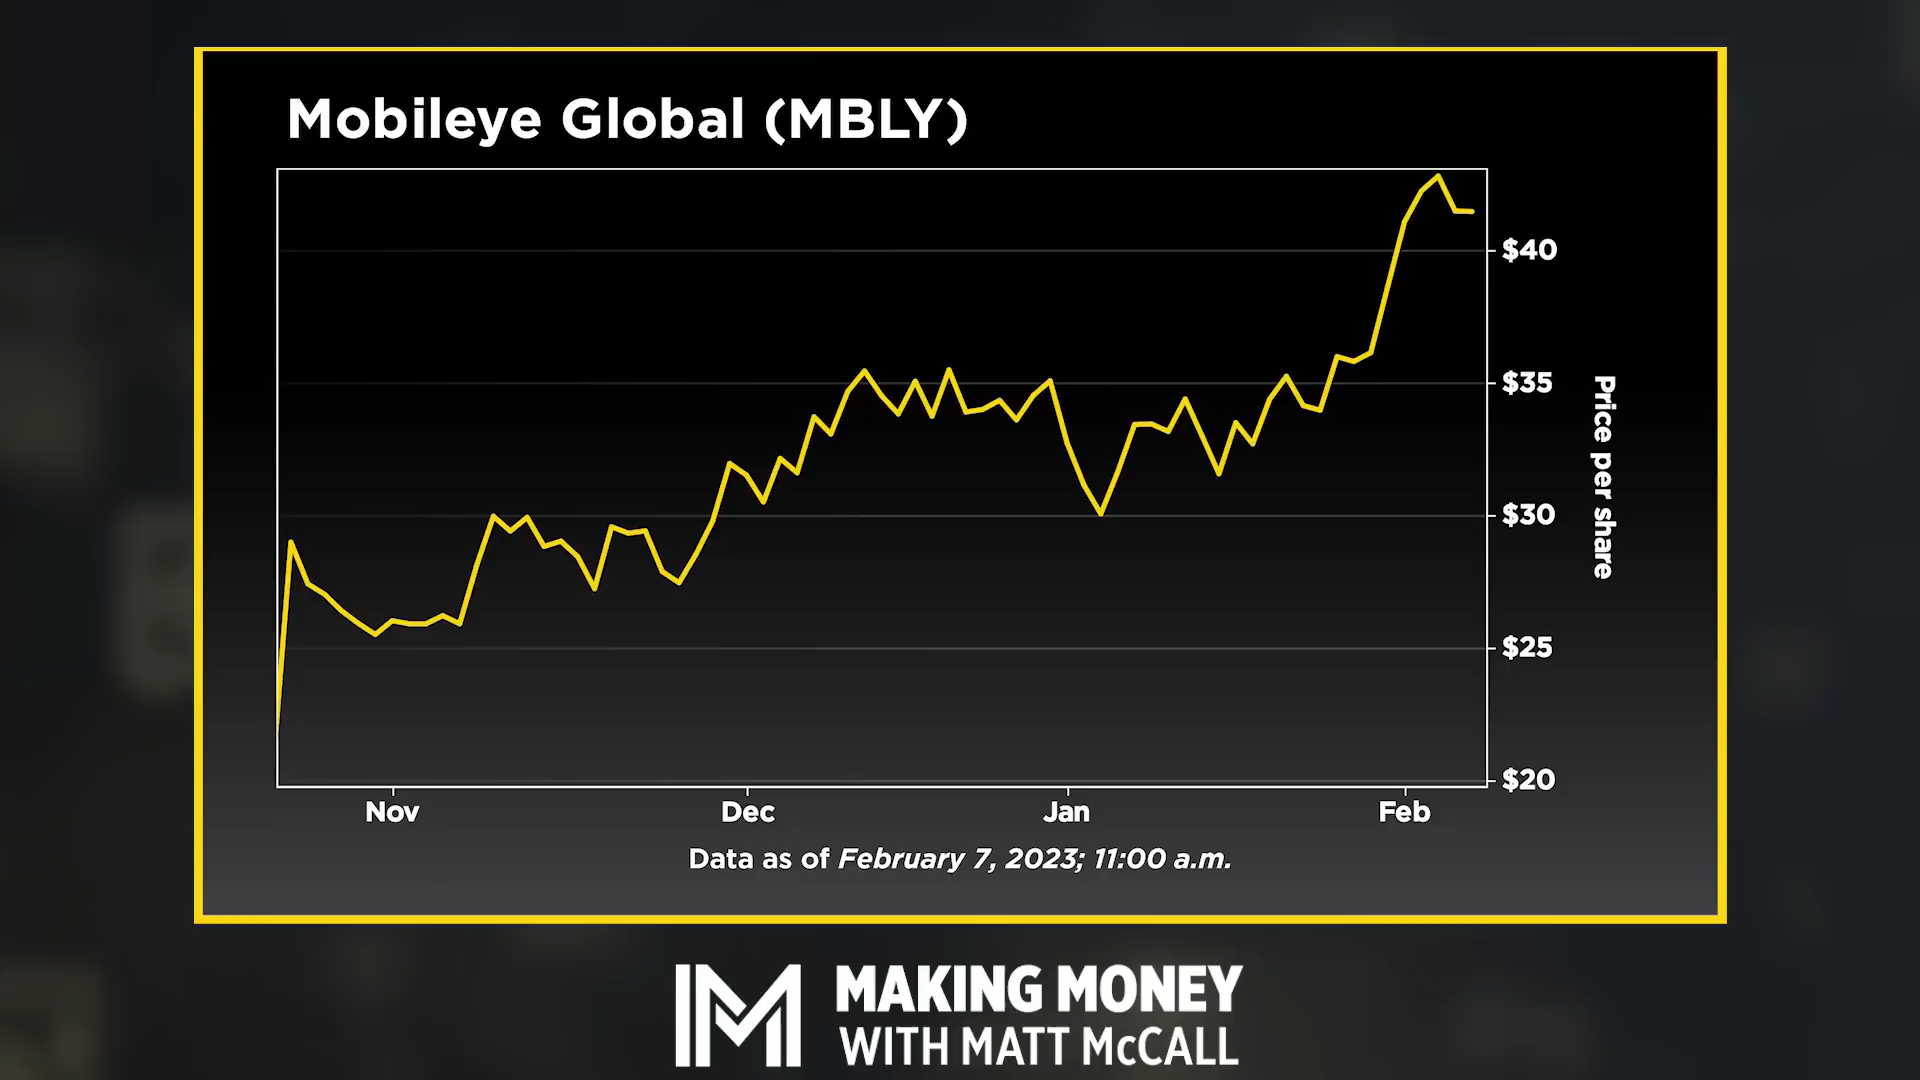 Mobileye Global (MBLY)
$40
$35
$30
$25
$20
Price per share
Nov Dec Jan Feb
Data as of February 7, 2023; 11:00 a.m.
MAKING MONEY
WITH MATT McCALL